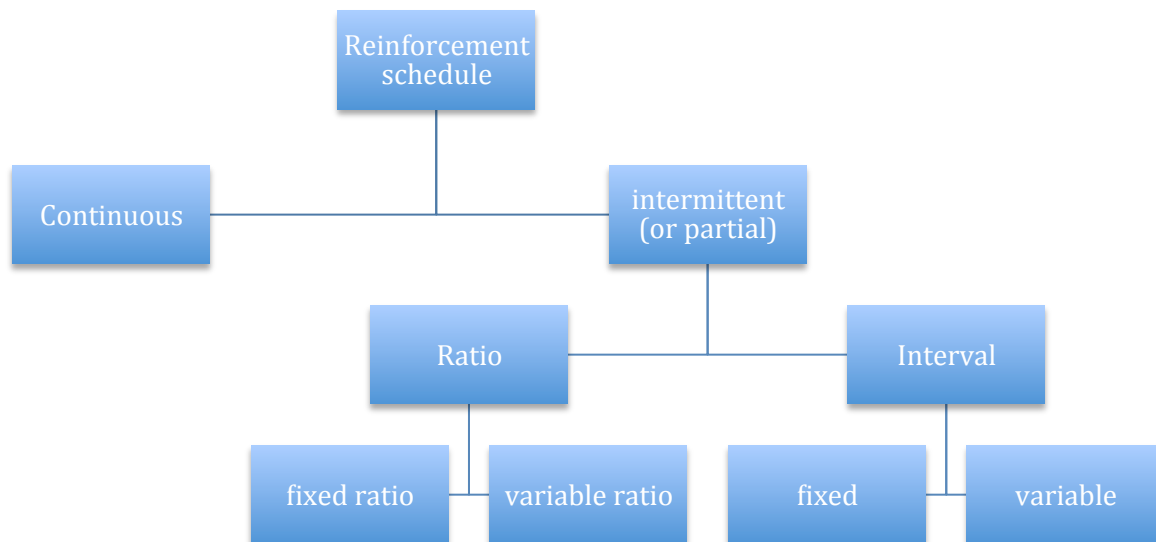 Reinforcement
schedule
Continuous
intermittent
(or partial)
Ratio
Interval
fixed ratio
variable ratio
fixed
variable